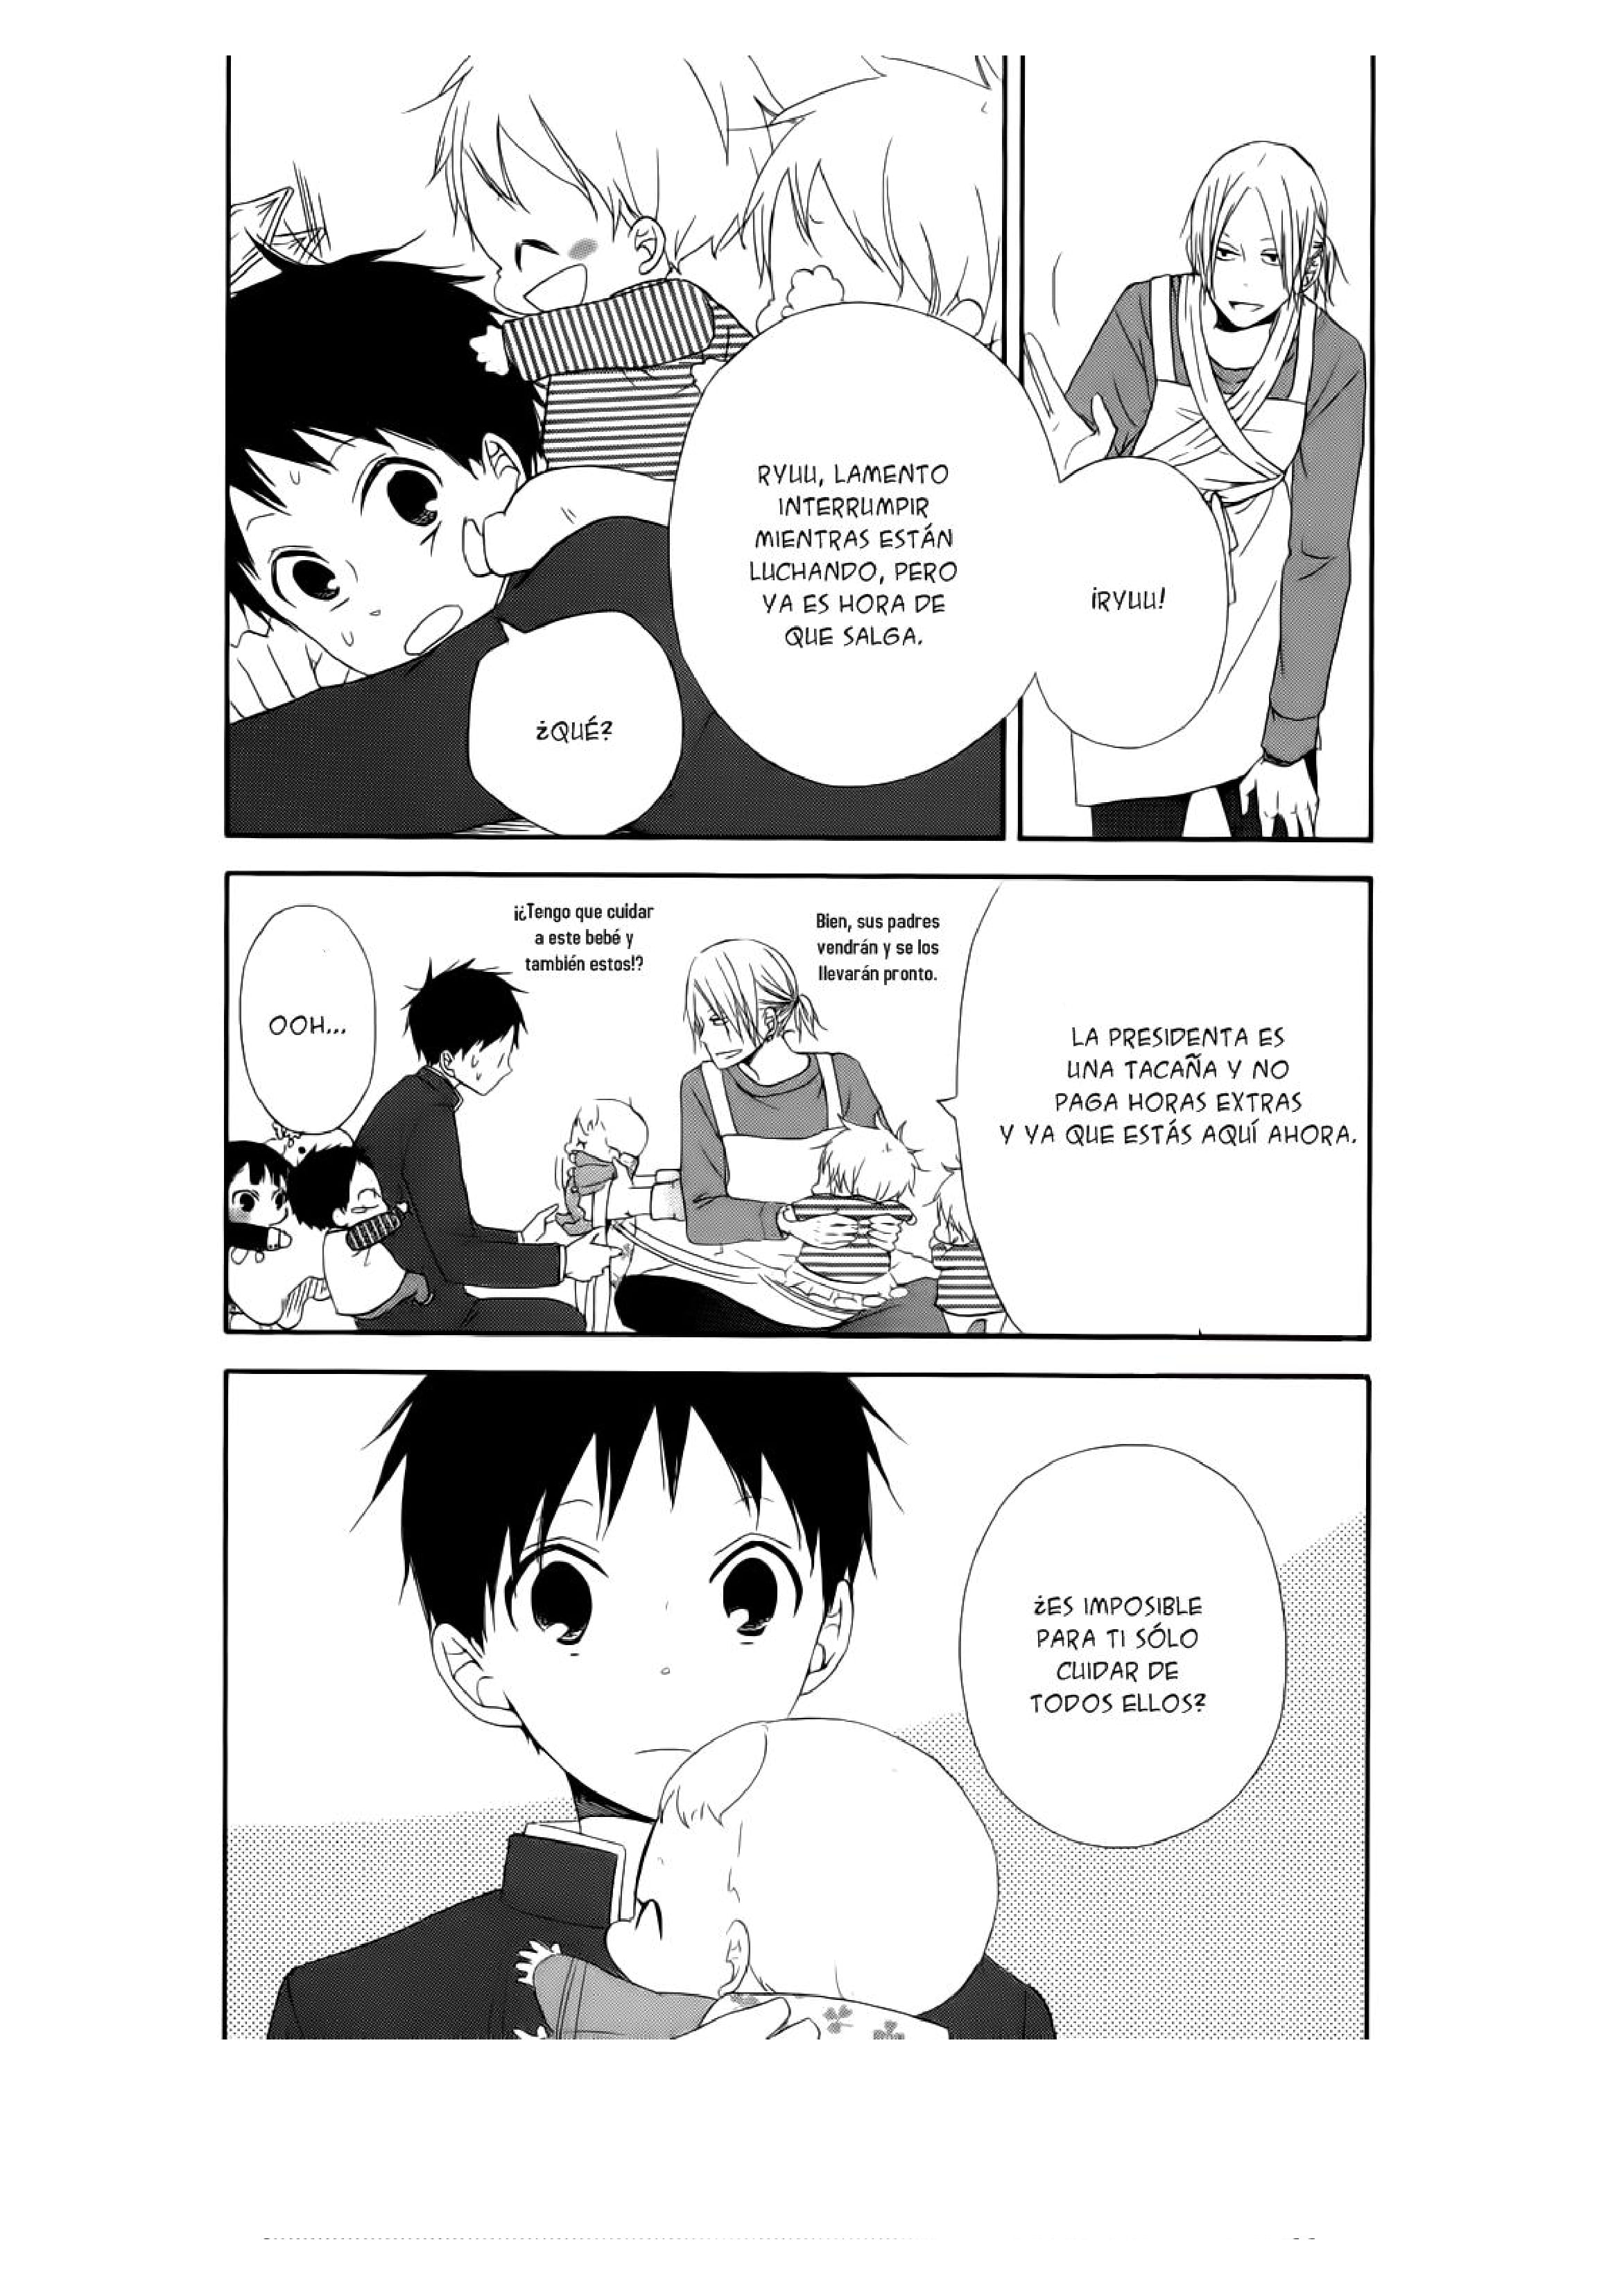 ¡RYUU!
RYUU, LAMENTO
INTERRUMPIR
MIENTRAS ESTÁN
LUCHANDO, PERO
YA ES HORA DE
QUE SALGA.
¿QUÉ?
LA PRESIDENTA ES
UNA TACAÑA Y NO
PAGA HORAS EXTRAS
Y YA QUE ESTÁS AQUÍ AHORA.
Bien, sus padres
vendrán y se los
llevarán pronto.
¡¿Tengo que cuidar
a este bebé y
también estos!?
OOH...
¿ES IMPOSIBLE
PARA TI SÓLO
CUIDAR DE
TODOS ELLOS?